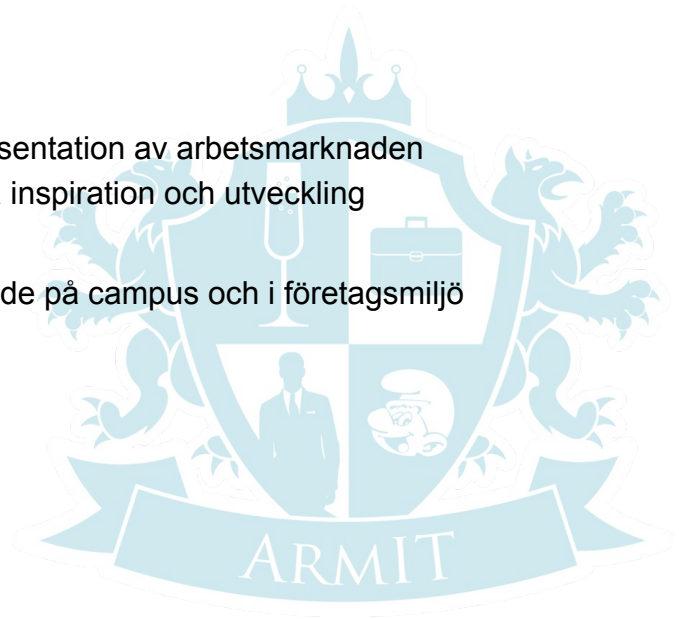 sentation av arbetsmarknaden
inspiration och utveckling
de på campus och i företagsmiljö
ARMIT